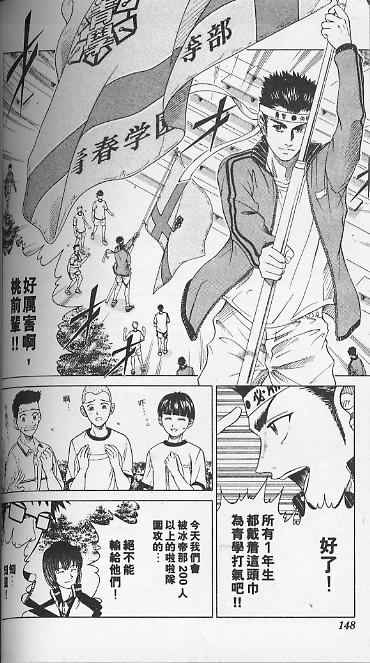 青春学園
寧部
好厲害啊，
桃前輩!!
好了！
所有1年生
都戴著這頭巾
為青學打氣吧!!
啊…
今天我們會
被冰帝那200人
以上的啦啦隊
圍攻的…
絕不能
輸給他們！
148